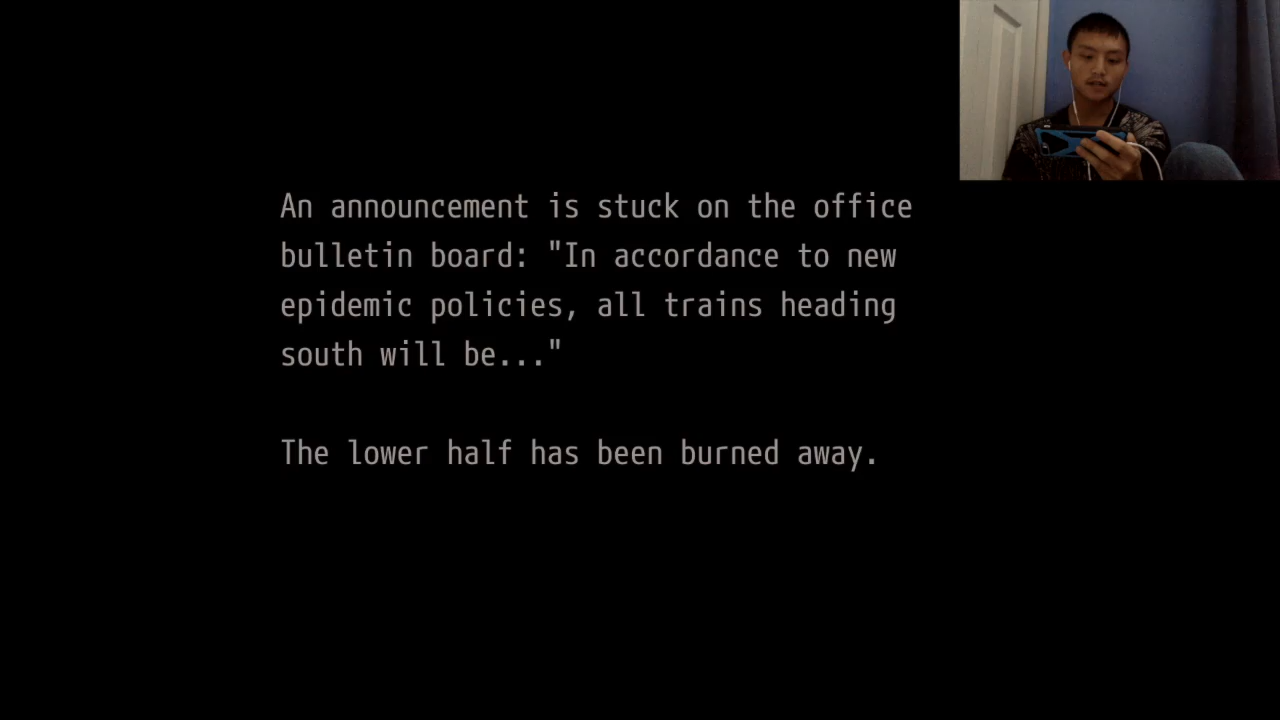 An announcement is stuck on the office
bulletin board: "In accordance to new
epidemic policies, all trains heading
south will be..."
The lower half has been burned away.